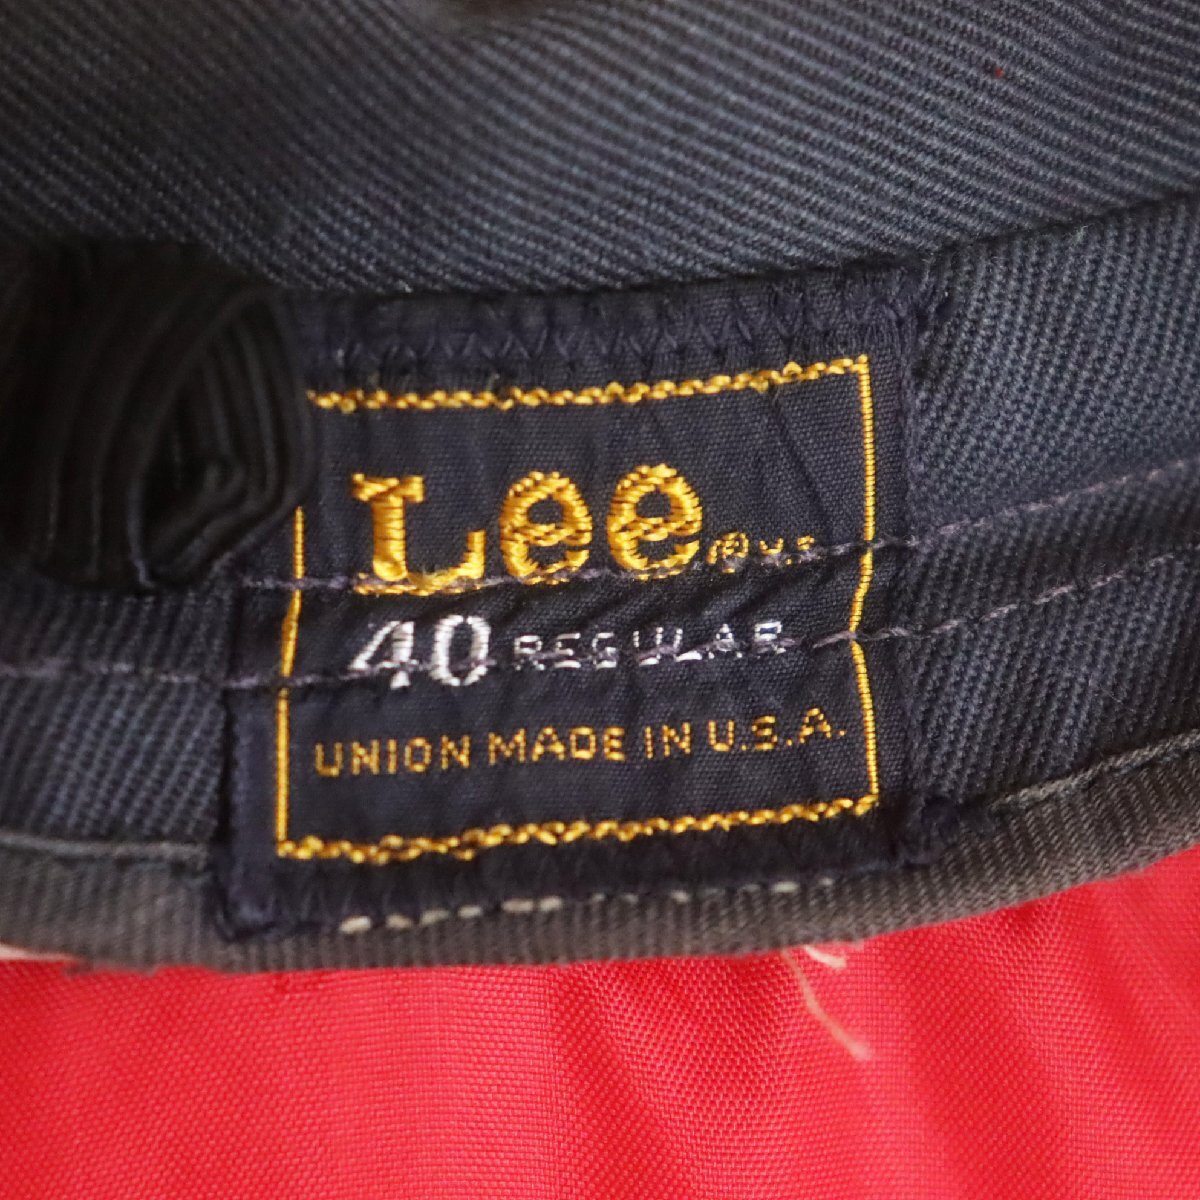 Lee ® M.R.
40 REGULAR
UNION MADE IN U.S.A.